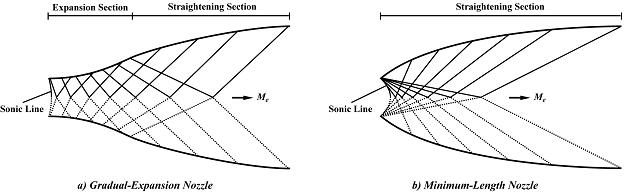 Expansion Section
Straightening Section
Sonic Line
Me
a) Gradual-Expansion Nozzle
Straightening Section
Sonic Line
Me
b) Minimum-Length Nozzle